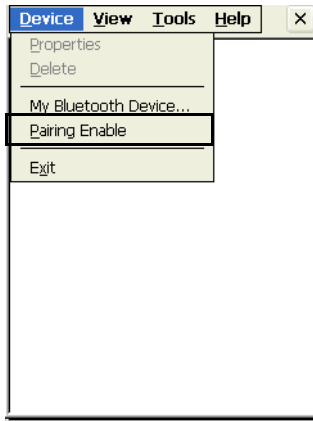 Device View Tools Help ×
Properties
Delete
My Bluetooth Device...
Pairing Enable
Exit